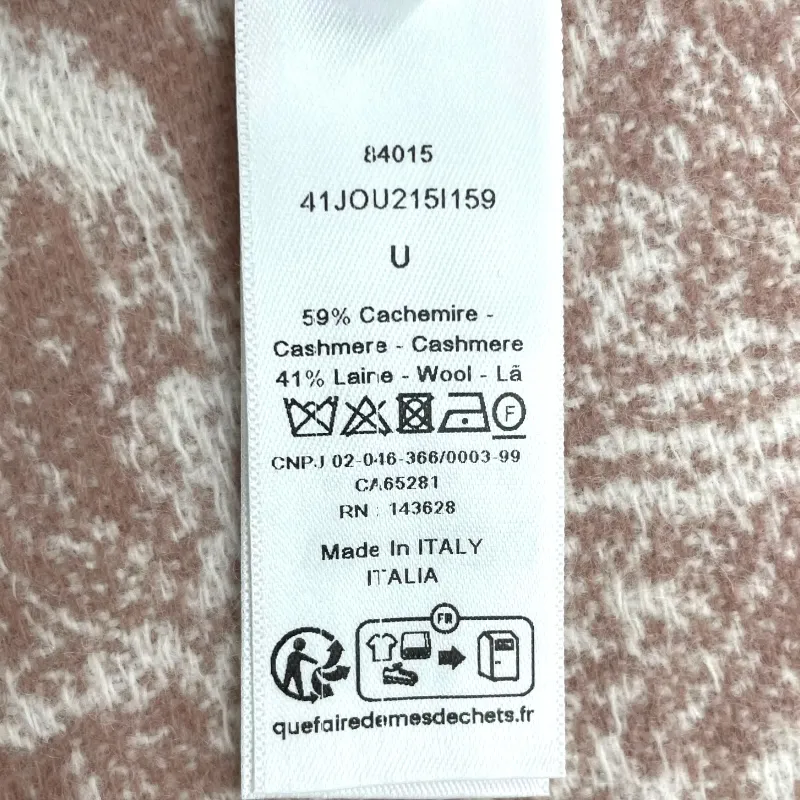 84015
41JOU215I159
U
59% Cachemire -
Cashmere - Cashmere
41% Laine - Wool - Lã
F
CNPJ 02-046-366/0003-99
CA65281
RN : 143628
Made In ITALY
ITALIA
FR
quefairedemesdechets.fr